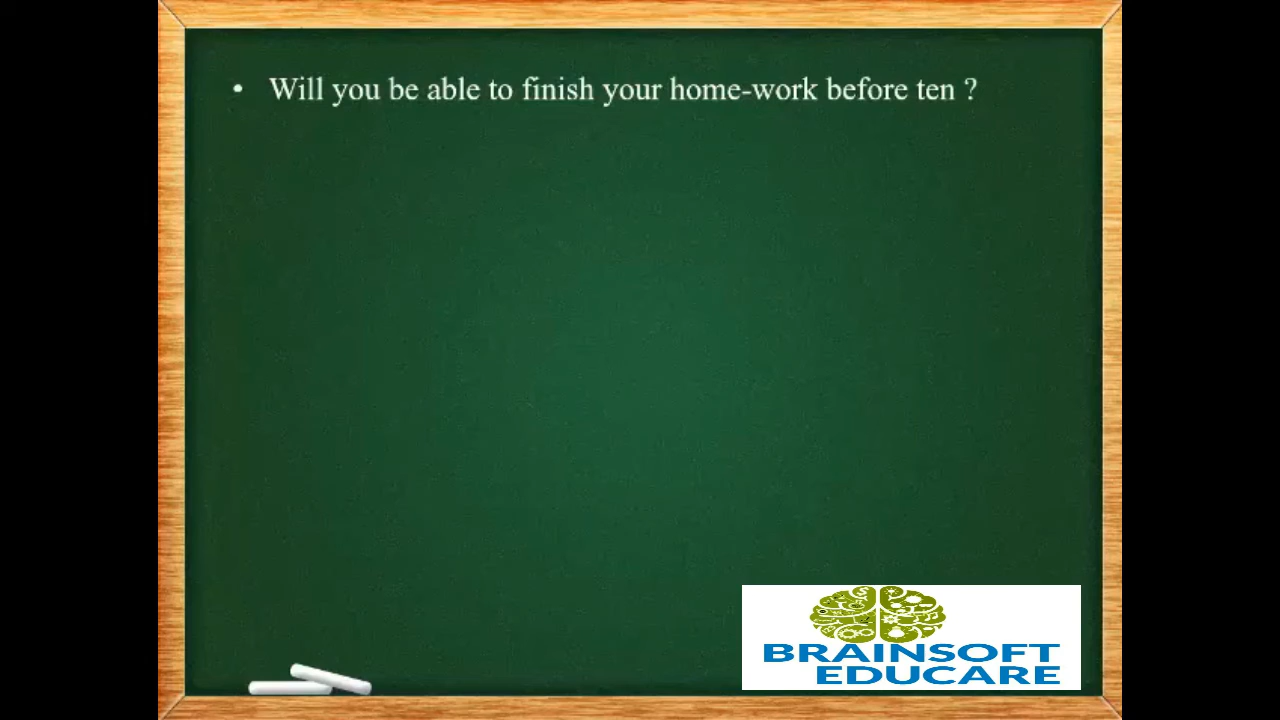 • Will you be able to finish your home-work before ten ?
BRAINSOFT
EDUCARE